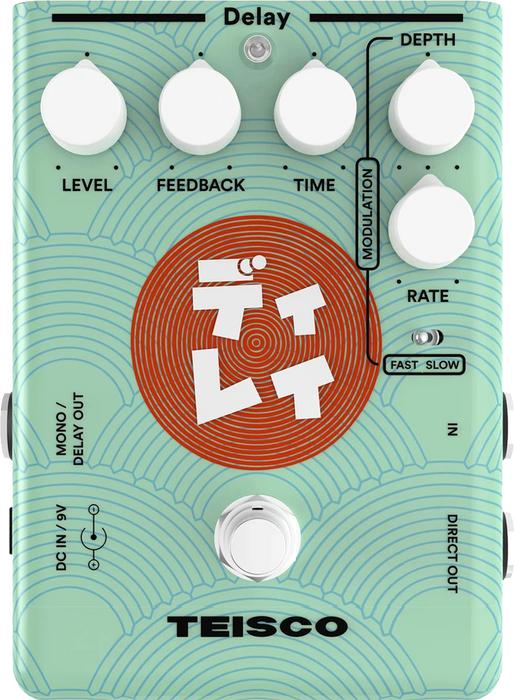 Delay
DEPTH
LEVEL
FEEDBACK
TIME
MODULATION
RATE
FAST SLOW
ディ
レイ
MONO /
DELAY OUT
IN
DC IN / 9V
DIRECT OUT
TEISCO